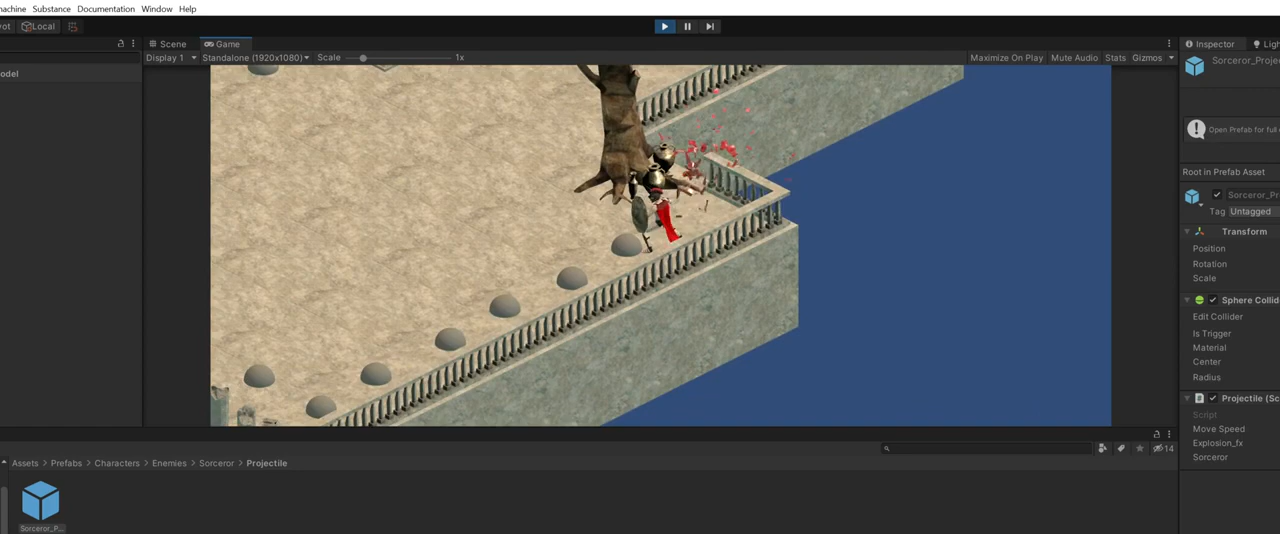 achine Substance Documentation Window Help
ot Local
Scene Game Inspector Ligh
Display 1 Standalone (1920x1080) Scale 1x Maximize On Play Mute Audio Stats Gizmos
Sorceror_Proje
odel
Open Prefab for full e
Root in Prefab Asset
Sorceror_Pr
Tag Untagged
Transform
Position
Rotation
Scale
Sphere Collid
Edit Collider
Is Trigger
Material
Center
Radius
Projectile (Sc
Script
Move Speed
Explosion_fx
Sorceror
14
Assets > Prefabs > Characters > Enemies > Sorceror > Projectile
Sorceror_P...